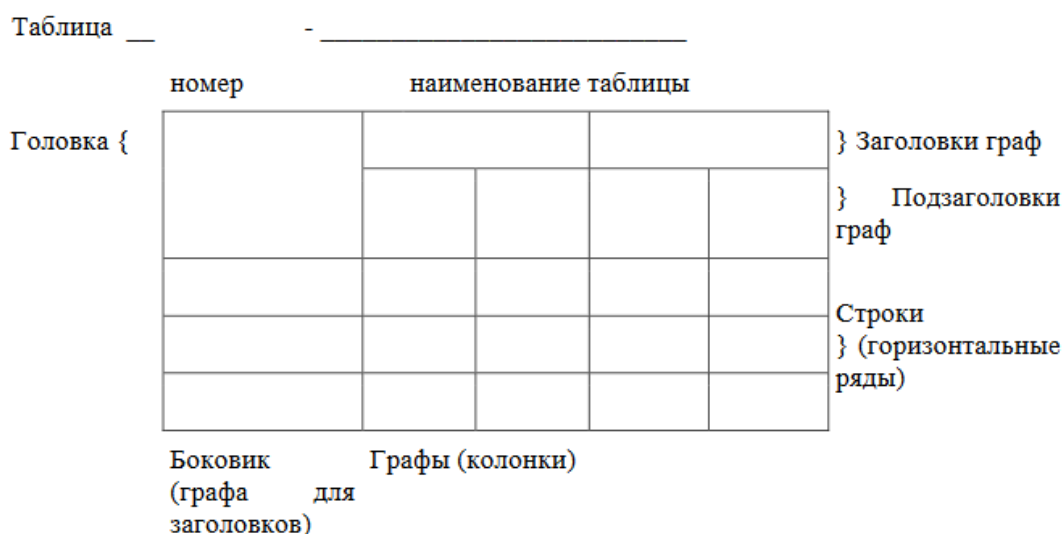 Таблица __ - __________________________
номер наименование таблицы
Головка { } Заголовки граф
} Подзаголовки
граф
Строки
} (горизонтальные
ряды)
Боковик Графы (колонки)
(графа для
заголовков)